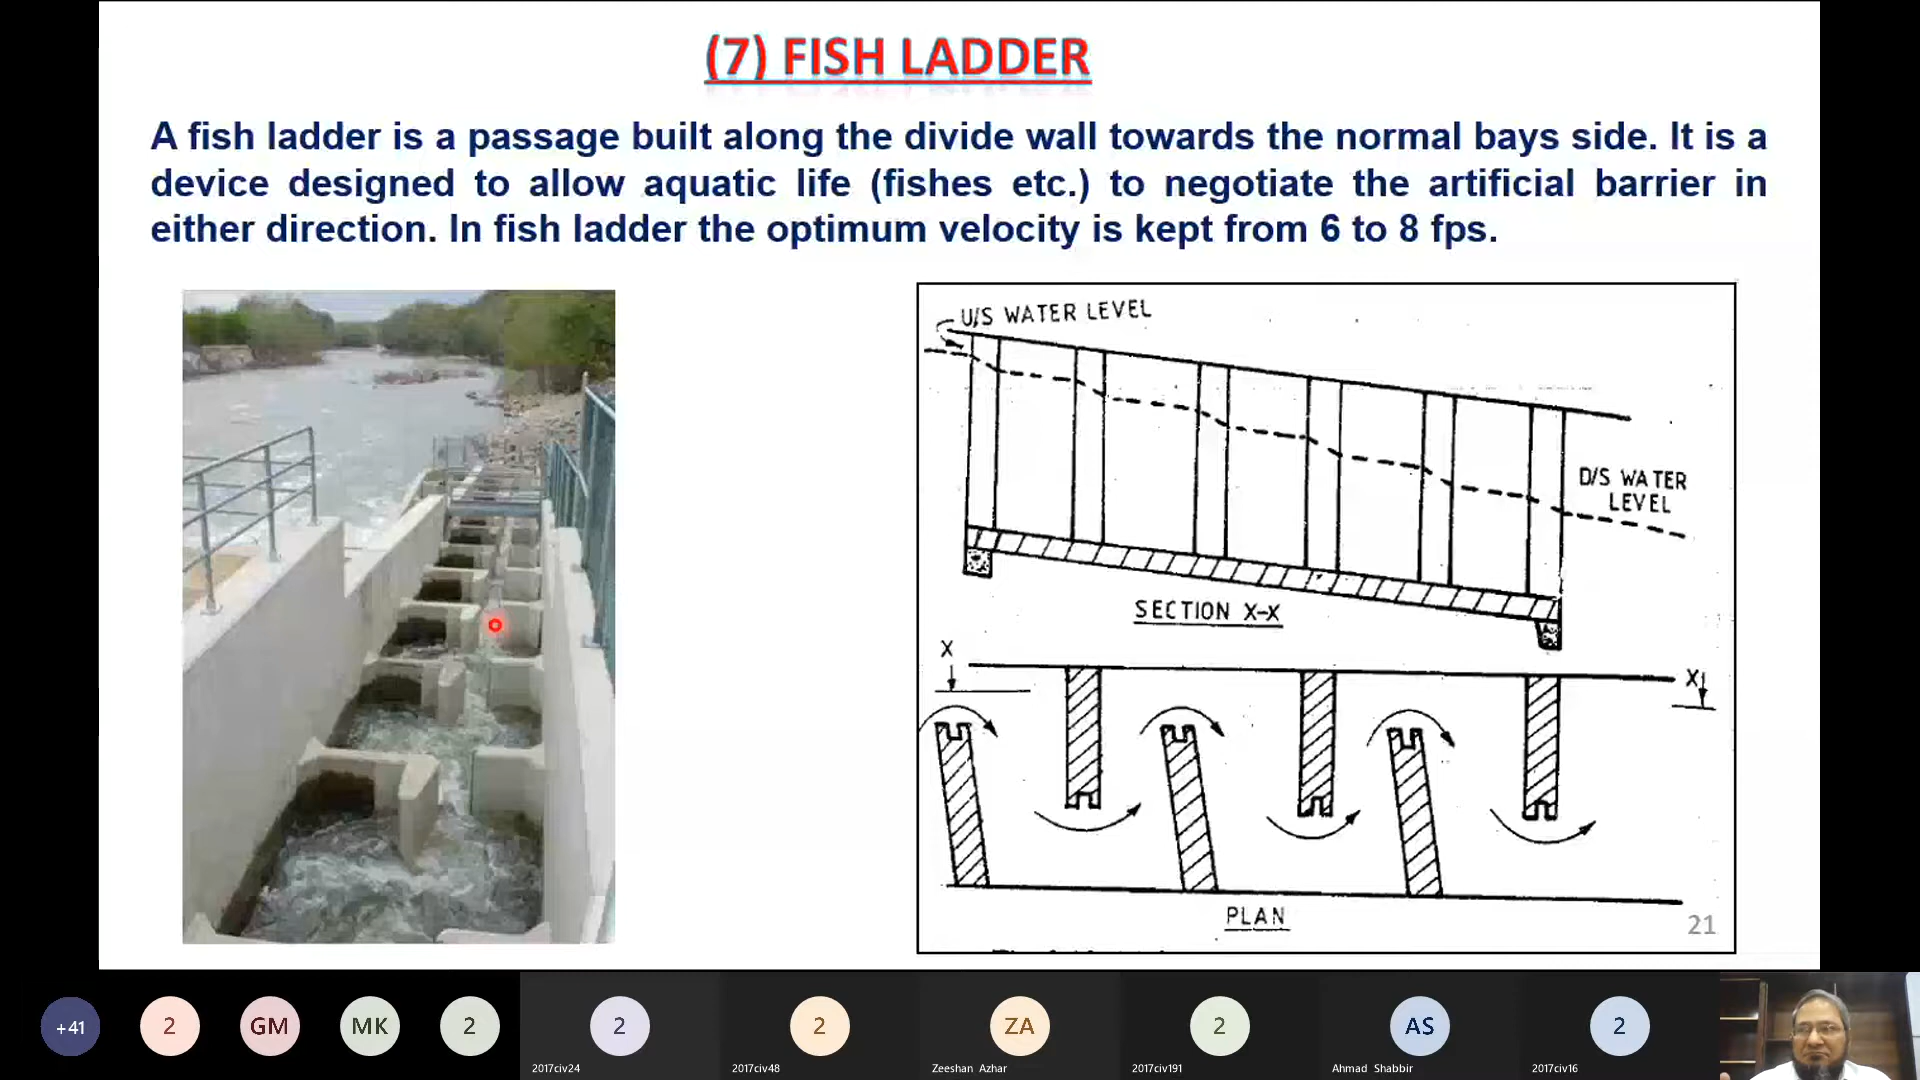 (7) FISH LADDER
A fish ladder is a passage built along the divide wall towards the normal bays side. It is a
device designed to allow aquatic life (fishes etc.) to negotiate the artificial barrier in
either direction. In fish ladder the optimum velocity is kept from 6 to 8 fps.
U/S WATER LEVEL
D/S WATER
LEVEL
SECTION X-X
X
X
PLAN
21
+41
2
GM
MK
2
2
2
ZA
2
AS
2
2017civ24
2017civ48
Zeeshan Azhar
2017civ191
Ahmad Shabbir
2017civ16